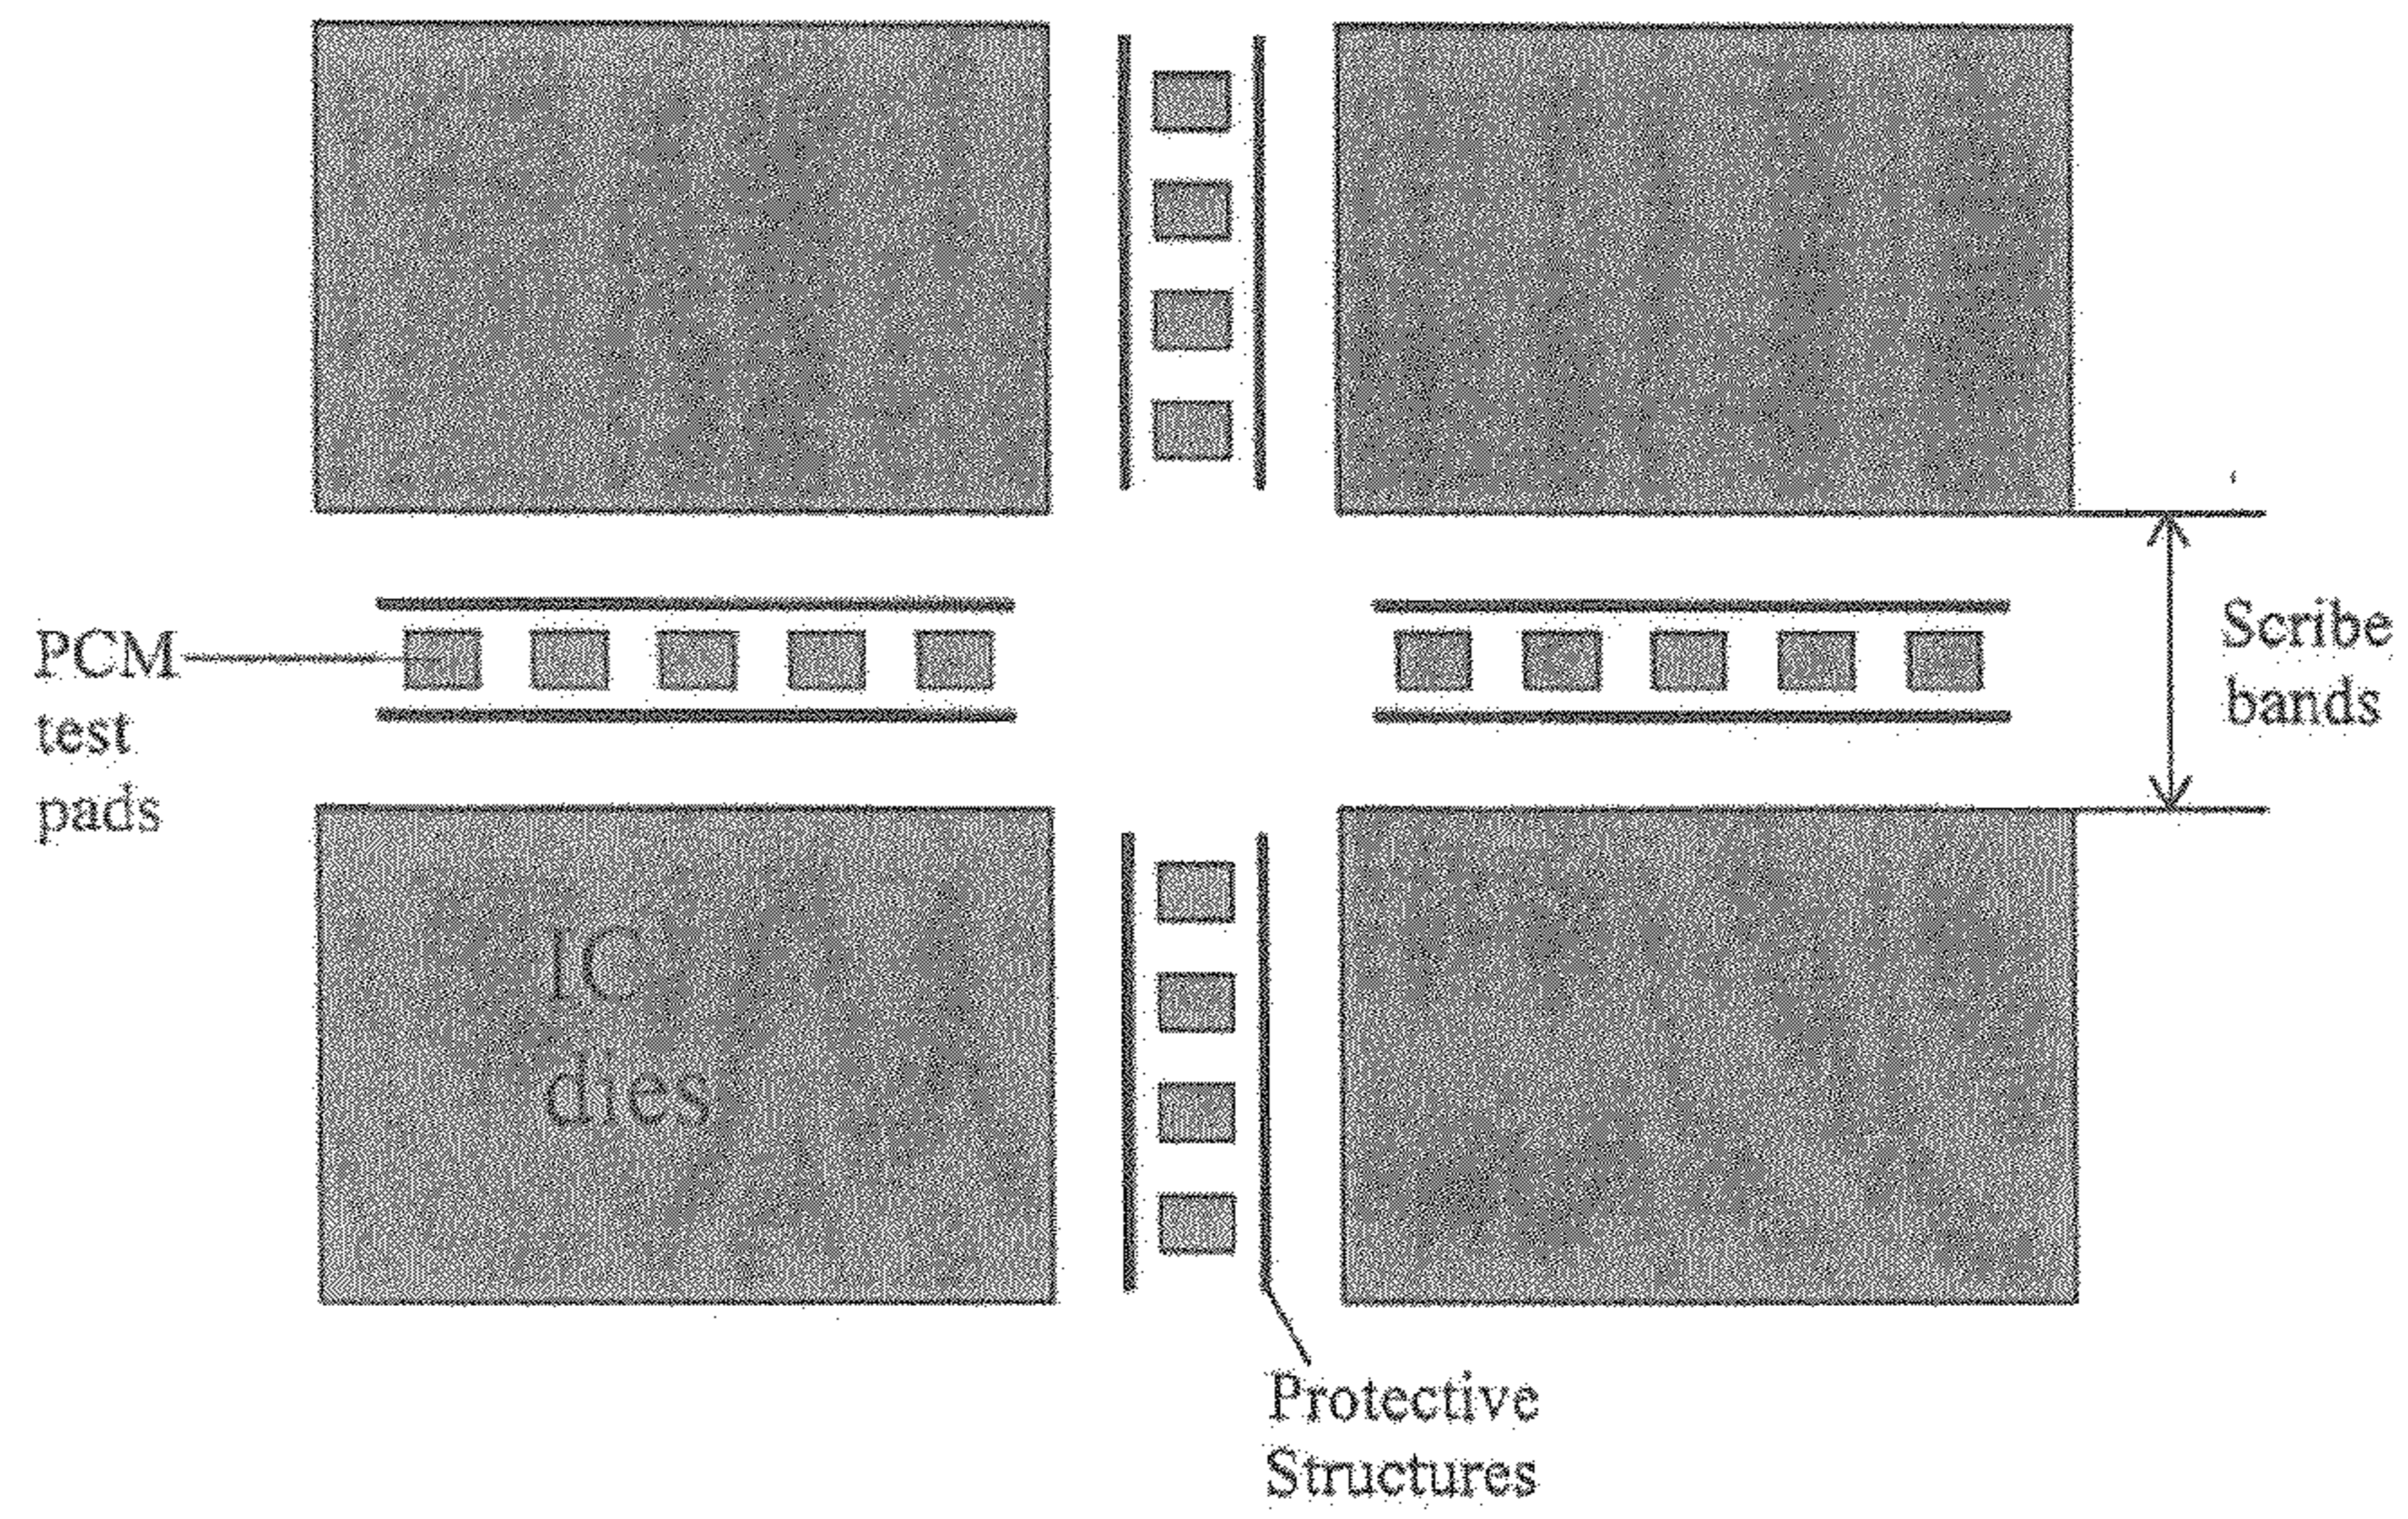 PCM
test
pads
Scribe
bands
IC
dies
Protective
Structures